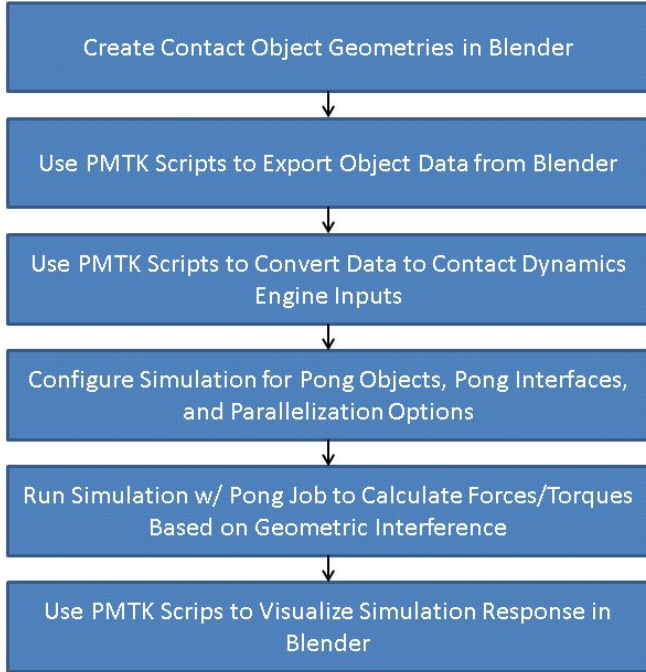 Create Contact Object Geometries in Blender
Use PMTK Scripts to Export Object Data from Blender
Use PMTK Scripts to Convert Data to Contact Dynamics
Engine Inputs
Configure Simulation for Pong Objects, Pong Interfaces,
and Parallelization Options
Run Simulation w/ Pong Job to Calculate Forces/Torques
Based on Geometric Interference
Use PMTK Scrips to Visualize Simulation Response in
Blender